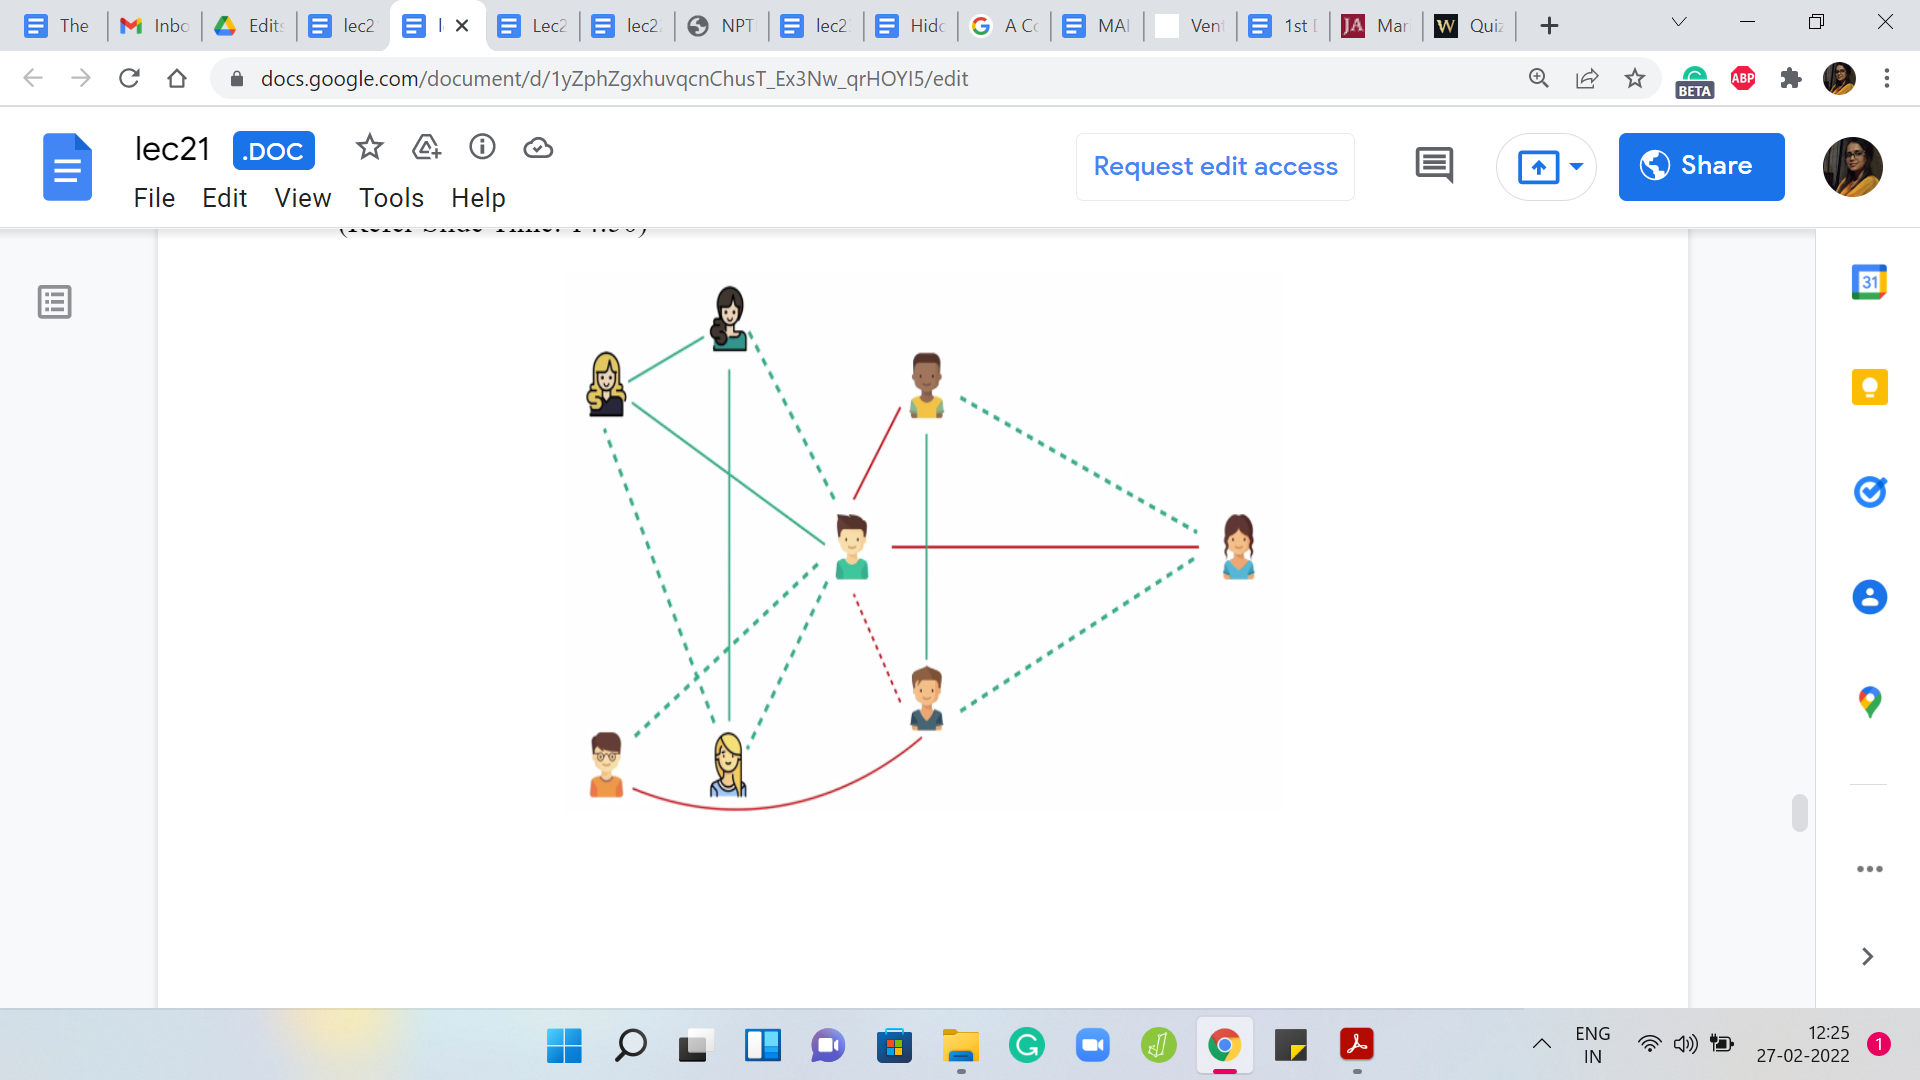 The
Inbo
Edits
lec2
l
Lec2
lec2
NPT
lec2
Hidd
A Co
MAI
Vent
1st
JA
Mar
W
Quiz
docs.google.com/document/d/1yZphZgxhuvqcnChusT_Ex3Nw_qrHOYI5/edit
BETA
ABP
lec21
.DOC
File Edit View Tools Help
Request edit access
Share
31
ENG
IN
12:25
27-02-2022
1